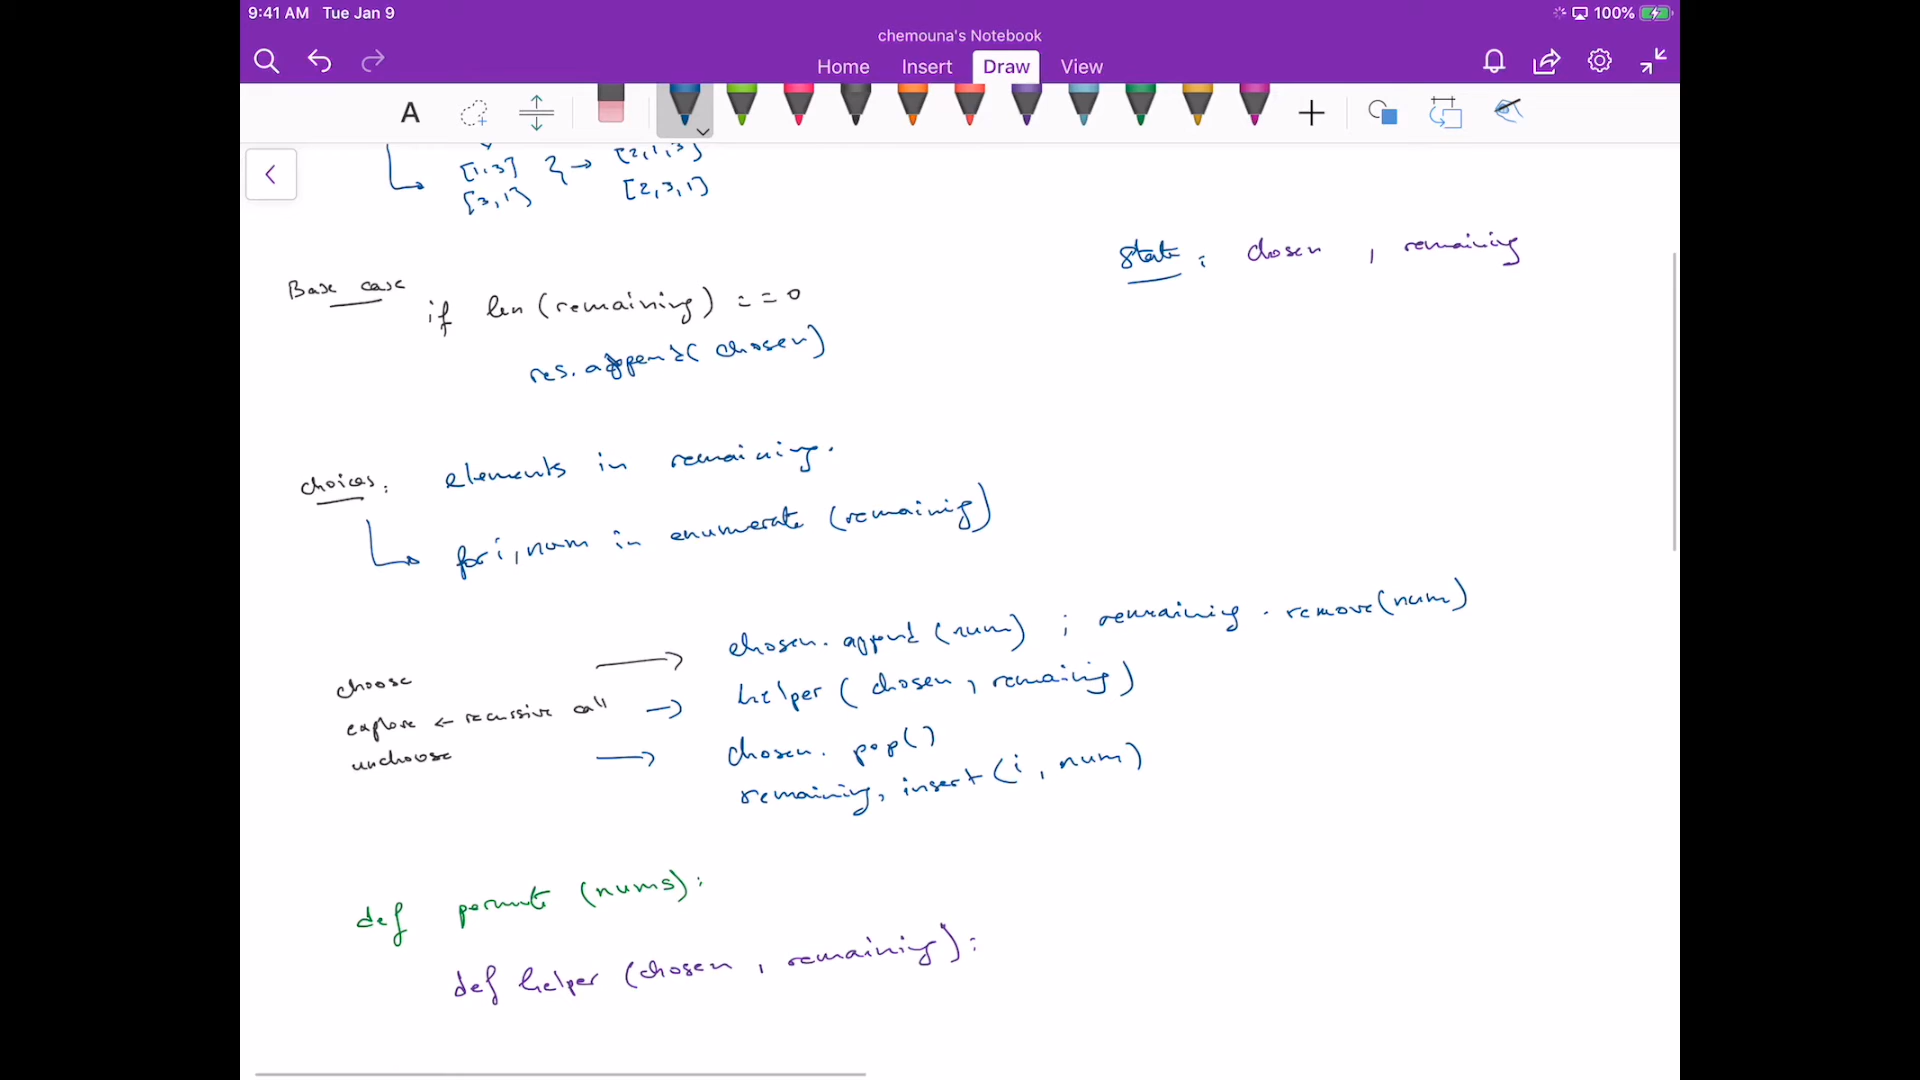 9:41 AM Tue Jan 9
100%
chemouna's Notebook
Home Insert Draw View
A
[1,3] } → [2,1,3]
[3,1] [2,3,1]
state : chosen , remaining
Base case
if len (remaining) == 0
res. append( chosen)
choices: elements in remaining.
for i, num in enumerate (remaining)
choose → chosen. append (num) ; remaining . remove(num)
explore ← recursive call → helper ( chosen , remaining)
unchoose → chosen. pop()
remaining. insert (i , num)
def permute (nums):
def helper (chosen , remaining):